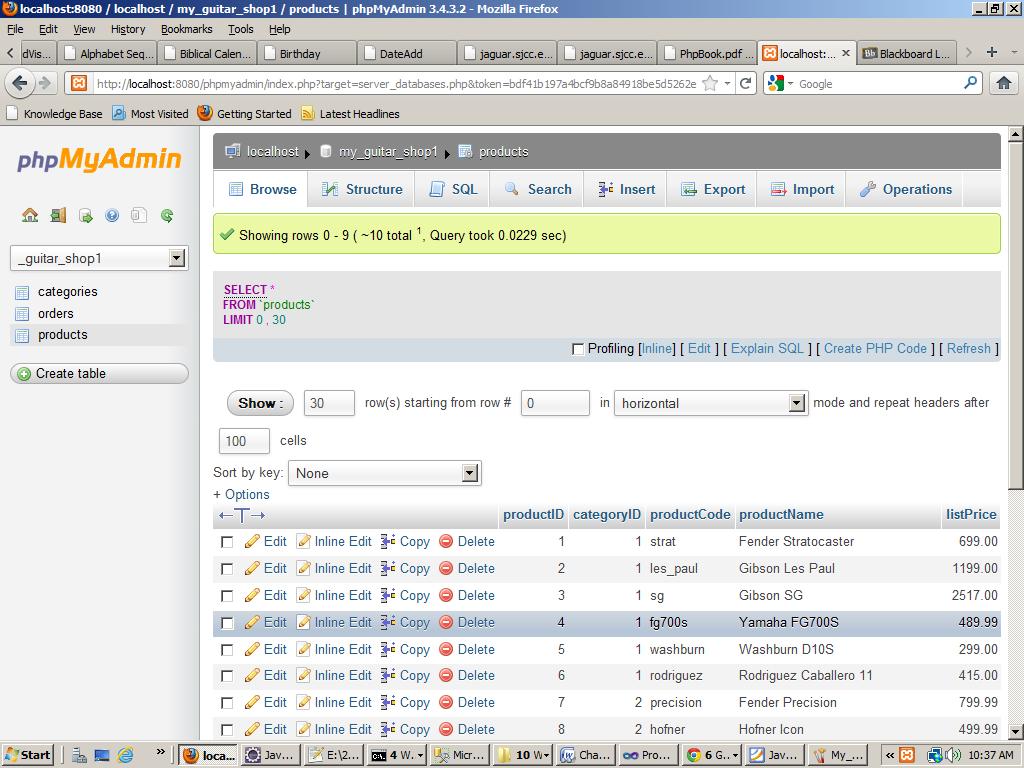 localhost:8080 / localhost / my_guitar_shop1 / products | phpMyAdmin 3.4.3.2 - Mozilla Firefox
File Edit View History Bookmarks Tools Help
dVis... Alphabet Seq... Biblical Calen... Birthday DateAdd jaguar.sjcc.e... jaguar.sjcc.e... PhpBook.pdf ... localhost:... Blackboard L...
http://localhost:8080/phpmyadmin/index.php?target=server_databases.php&token=bdf41b197a4bcf9b8a84918be5d5262e Google
Knowledge Base Most Visited Getting Started Latest Headlines
phpMyAdmin
_guitar_shop1
categories
orders
products
Create table
localhost my_guitar_shop1 products
Browse Structure SQL Search Insert Export Import Operations
Showing rows 0 - 9 ( ~10 total 1, Query took 0.0229 sec)
SELECT *
FROM `products`
LIMIT 0 , 30
Profiling [Inline] [ Edit ] [ Explain SQL ] [ Create PHP Code ] [ Refresh ]
Show : 30 row(s) starting from row # 0 in horizontal mode and repeat headers after
100 cells
Sort by key: None
+ Options
←T→ productID categoryID productCode productName listPrice
Edit Inline Edit Copy Delete 1 1 strat Fender Stratocaster 699.00
Edit Inline Edit Copy Delete 2 1 les_paul Gibson Les Paul 1199.00
Edit Inline Edit Copy Delete 3 1 sg Gibson SG 2517.00
Edit Inline Edit Copy Delete 4 1 fg700s Yamaha FG700S 489.99
Edit Inline Edit Copy Delete 5 1 washburn Washburn D10S 299.00
Edit Inline Edit Copy Delete 6 1 rodriguez Rodriguez Caballero 11 415.00
Edit Inline Edit Copy Delete 7 2 precision Fender Precision 799.99
Edit Inline Edit Copy Delete 8 2 hofner Hofner Icon 499.99
Start » loca... Jav... E:\2... 4 W. Micr... 10 W Cha... Pro... 6 G.. Jav... My_... « 10:37 AM